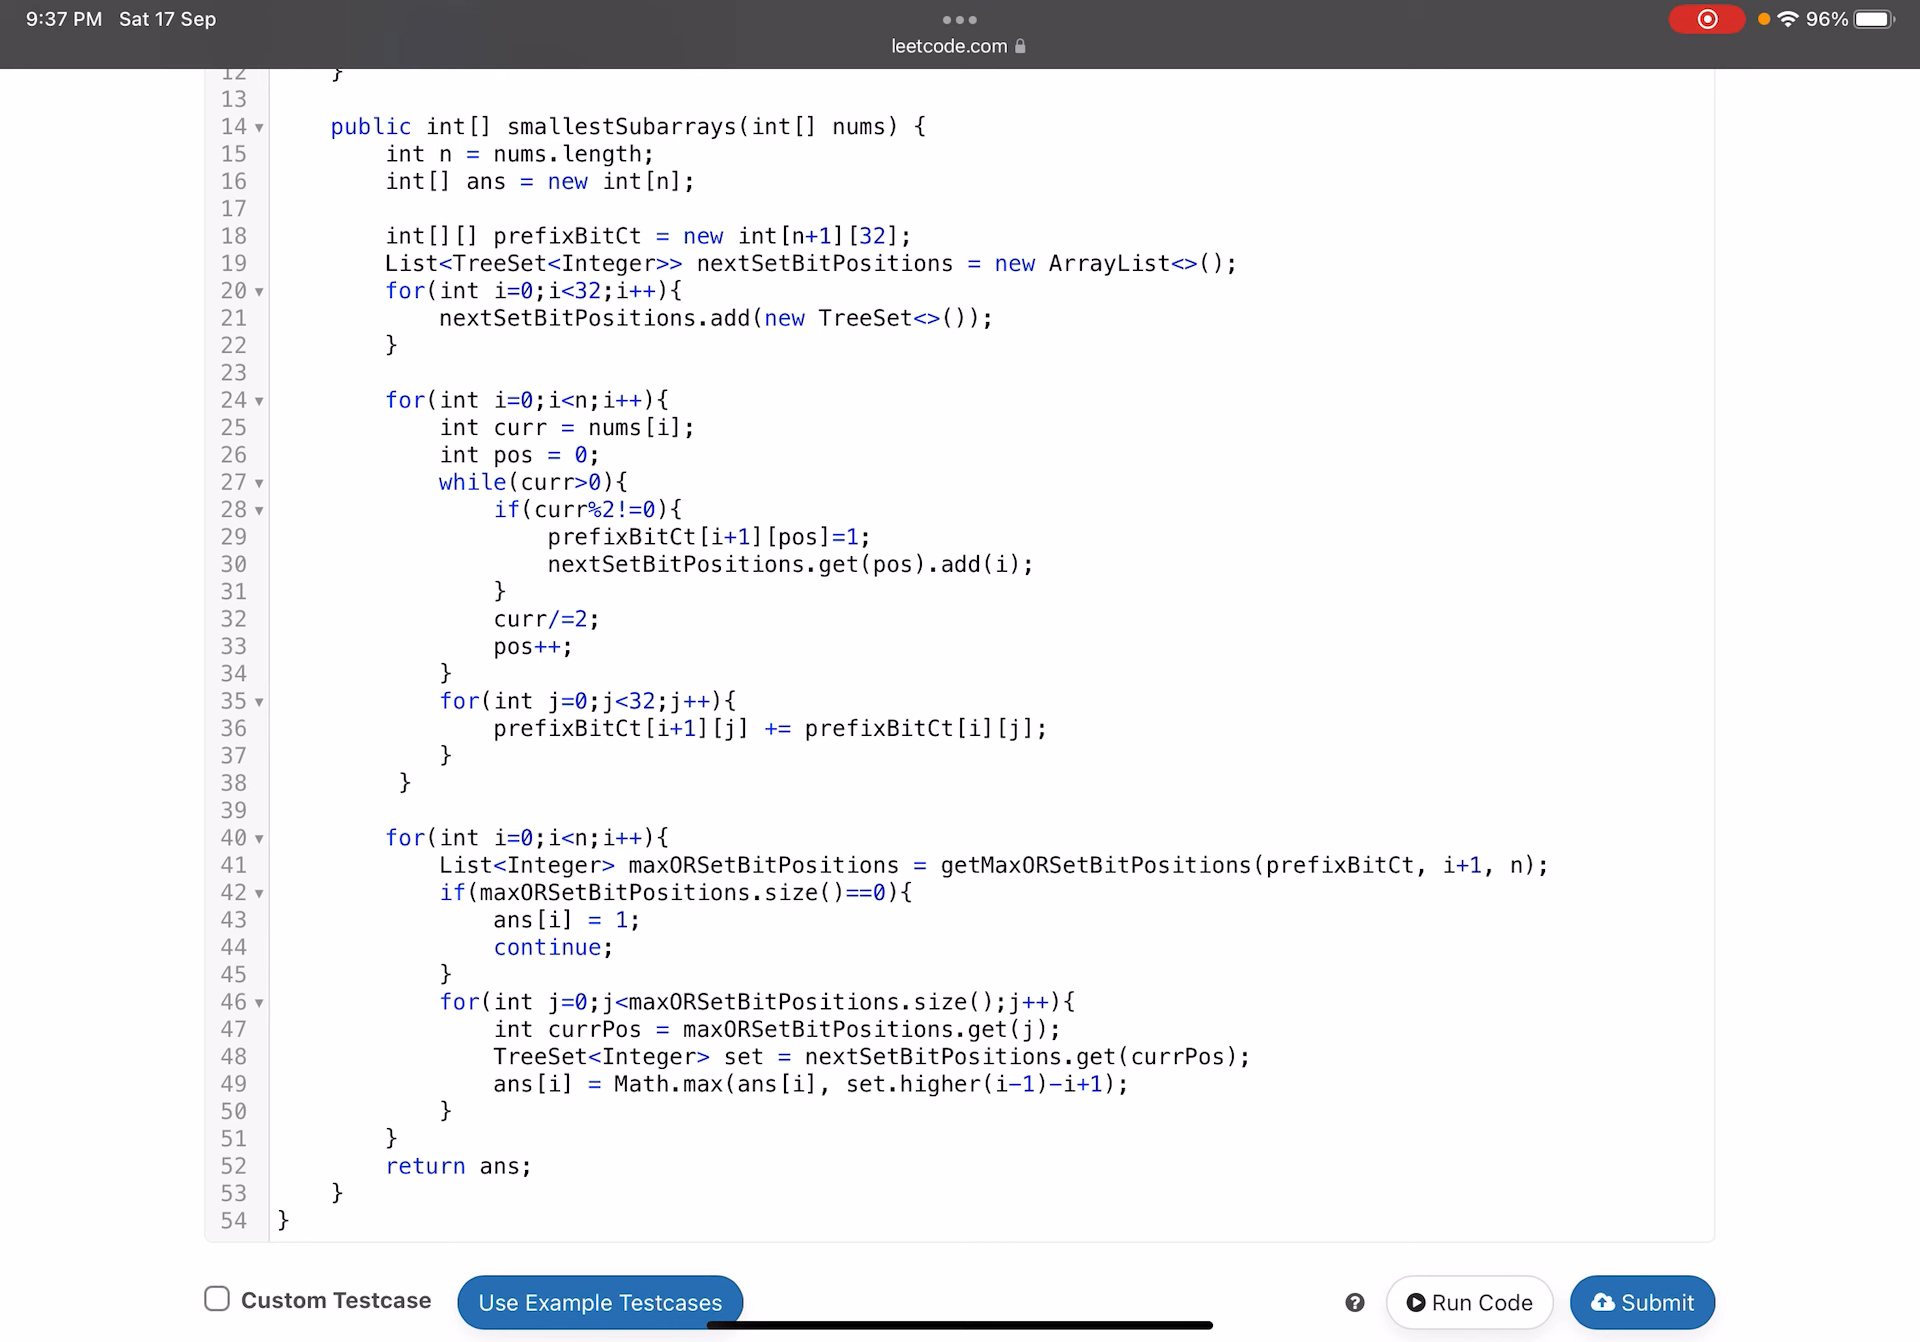 9:37 PM Sat 17 Sep
96%
leetcode.com
12 }
13
14 public int[] smallestSubarrays(int[] nums) {
15 int n = nums.length;
16 int[] ans = new int[n];
17
18 int[][] prefixBitCt = new int[n+1][32];
19 List<TreeSet<Integer>> nextSetBitPositions = new ArrayList<>();
20 for(int i=0;i<32;i++){
21 nextSetBitPositions.add(new TreeSet<>());
22 }
23
24 for(int i=0;i<n;i++){
25 int curr = nums[i];
26 int pos = 0;
27 while(curr>0){
28 if(curr%2!=0){
29 prefixBitCt[i+1][pos]=1;
30 nextSetBitPositions.get(pos).add(i);
31 }
32 curr/=2;
33 pos++;
34 }
35 for(int j=0;j<32;j++){
36 prefixBitCt[i+1][j] += prefixBitCt[i][j];
37 }
38 }
39
40 for(int i=0;i<n;i++){
41 List<Integer> maxORSetBitPositions = getMaxORSetBitPositions(prefixBitCt, i+1, n);
42 if(maxORSetBitPositions.size()==0){
43 ans[i] = 1;
44 continue;
45 }
46 for(int j=0;j<maxORSetBitPositions.size();j++){
47 int currPos = maxORSetBitPositions.get(j);
48 TreeSet<Integer> set = nextSetBitPositions.get(currPos);
49 ans[i] = Math.max(ans[i], set.higher(i-1)-i+1);
50 }
51 }
52 return ans;
53 }
54 }
Custom Testcase Use Example Testcases ? Run Code Submit